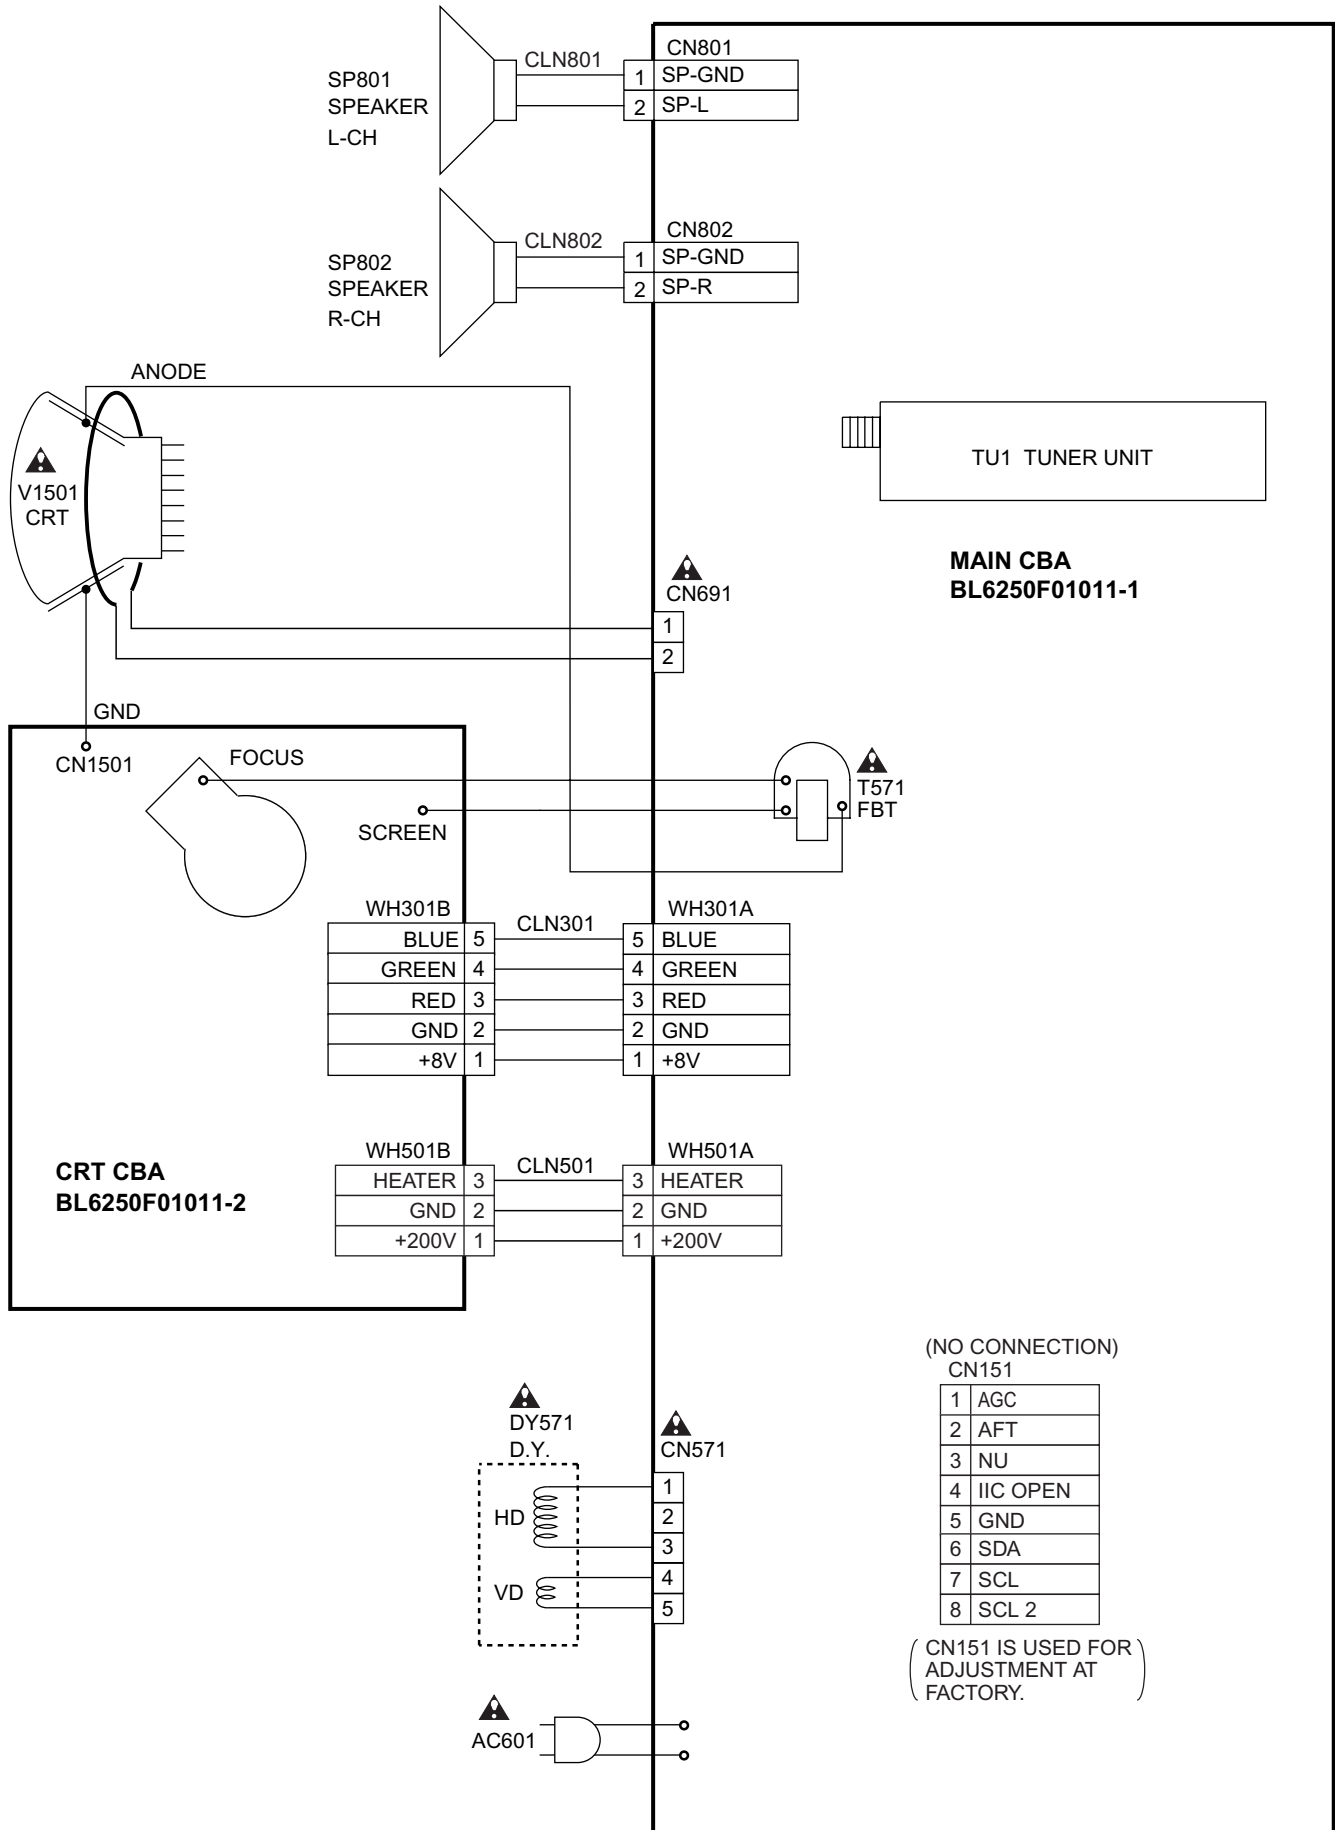 SP801
SPEAKER
L-CH
CLN801
CN801
1 SP-GND
2 SP-L
SP802
SPEAKER
R-CH
CLN802
CN802
1 SP-GND
2 SP-R
ANODE
V1501
CRT
TU1 TUNER UNIT
MAIN CBA
BL6250F01011-1
CN691
1
2
GND
CN1501
FOCUS
SCREEN
T571
FBT
WH301B
CLN301
WH301A
BLUE 5 5 BLUE
GREEN 4 4 GREEN
RED 3 3 RED
GND 2 2 GND
+8V 1 1 +8V
CRT CBA
BL6250F01011-2
WH501B
CLN501
WH501A
HEATER 3 3 HEATER
GND 2 2 GND
+200V 1 1 +200V
DY571
D.Y.
HD
VD
CN571
1
2
3
4
5
(NO CONNECTION)
CN151
1 AGC
2 AFT
3 NU
4 IIC OPEN
5 GND
6 SDA
7 SCL
8 SCL 2
CN151 IS USED FOR
ADJUSTMENT AT
FACTORY.
AC601